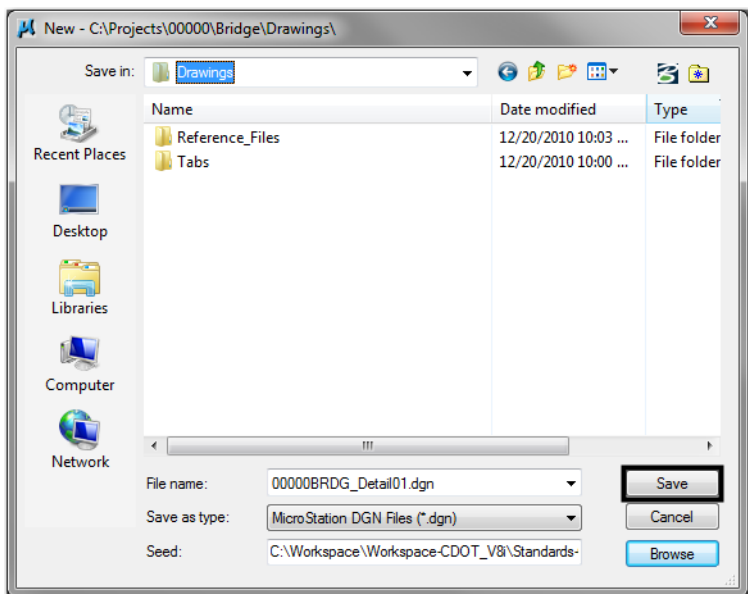 New - C:\Projects\00000\Bridge\Drawings\
Save in: Drawings
Name Date modified Type
Reference_Files 12/20/2010 10:03 ... File folder
Tabs 12/20/2010 10:00 ... File folder
Recent Places
Desktop
Libraries
Computer
Network
File name: 00000BRDG_Detail01.dgn Save
Save as type: MicroStation DGN Files (*.dgn) Cancel
Seed: C:\Workspace\Workspace-CDOT_V8i\Standards- Browse